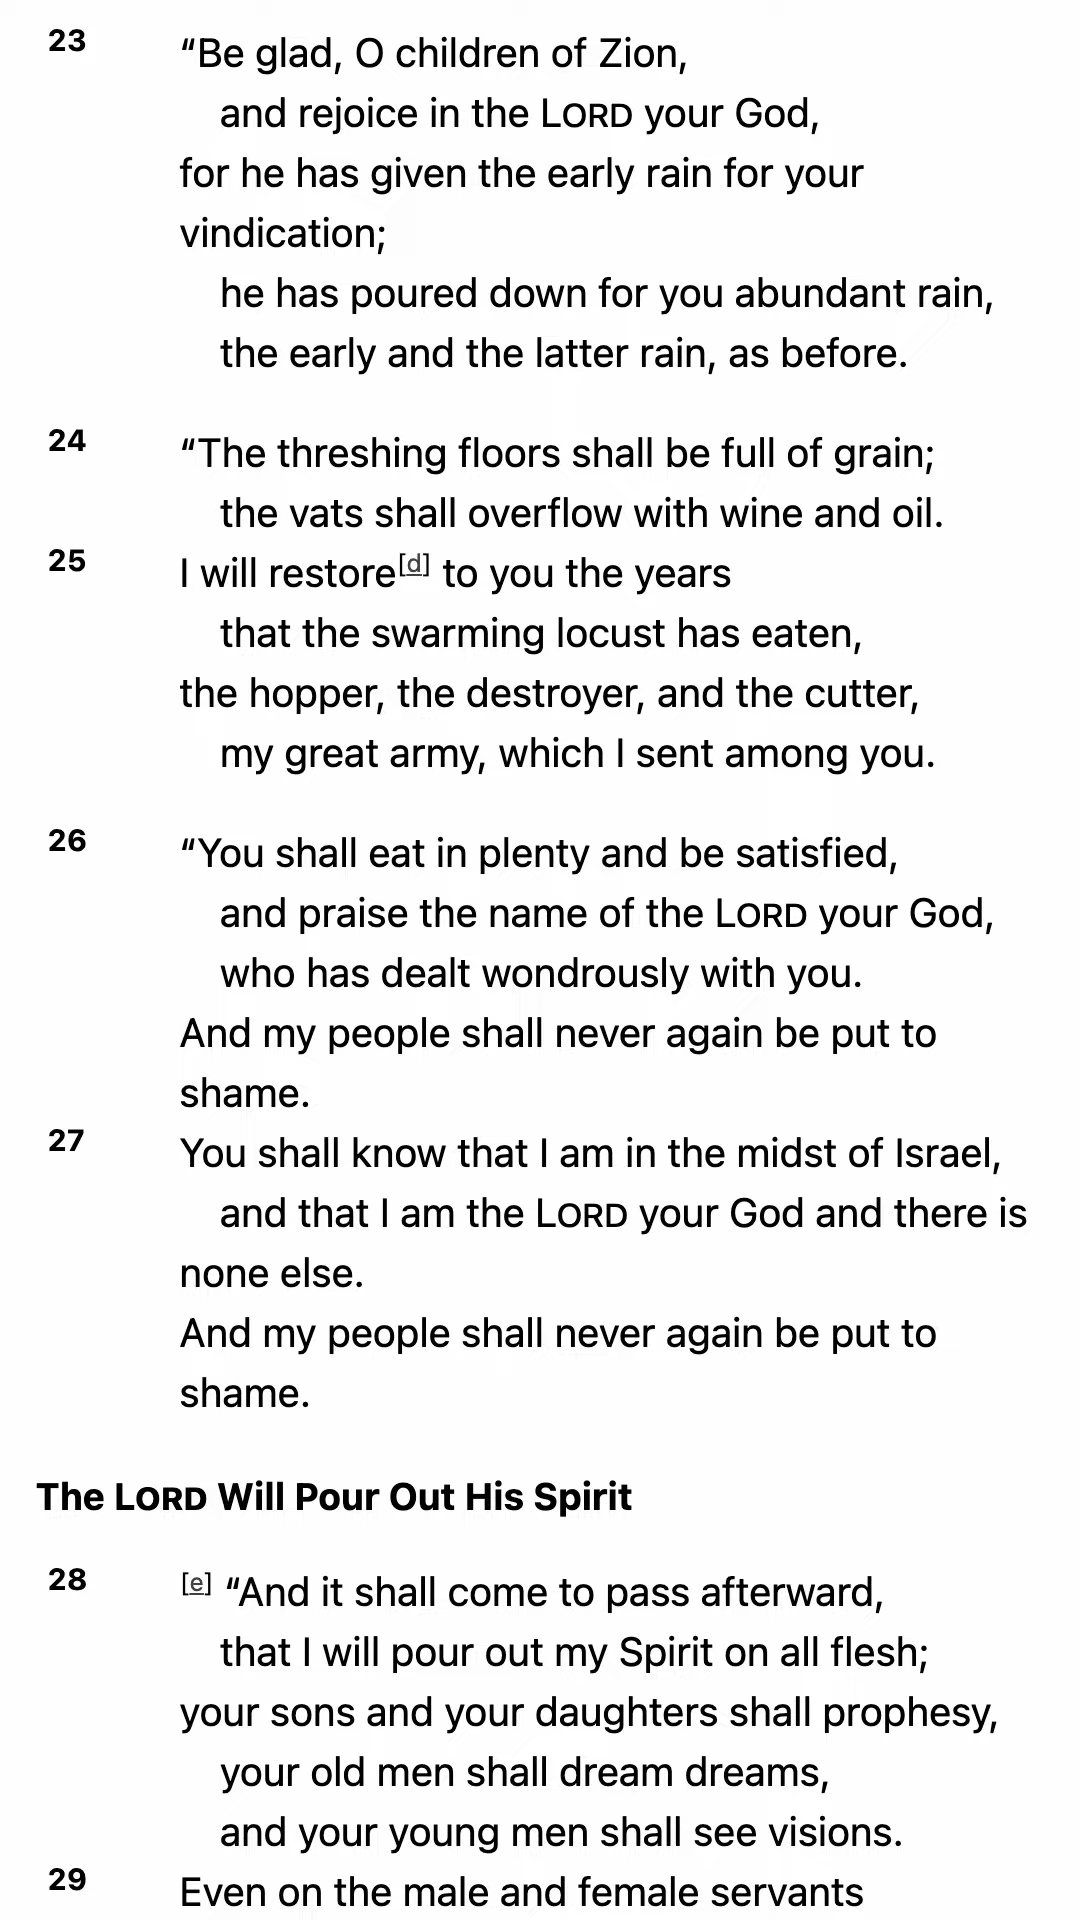 23 “Be glad, O children of Zion,
and rejoice in the LORD your God,
for he has given the early rain for your
vindication;
he has poured down for you abundant rain,
the early and the latter rain, as before.
24 “The threshing floors shall be full of grain;
the vats shall overflow with wine and oil.
25 I will restore[d] to you the years
that the swarming locust has eaten,
the hopper, the destroyer, and the cutter,
my great army, which I sent among you.
26 “You shall eat in plenty and be satisfied,
and praise the name of the LORD your God,
who has dealt wondrously with you.
And my people shall never again be put to
shame.
27 You shall know that I am in the midst of Israel,
and that I am the LORD your God and there is
none else.
And my people shall never again be put to
shame.
The LORD Will Pour Out His Spirit
28 [e] “And it shall come to pass afterward,
that I will pour out my Spirit on all flesh;
your sons and your daughters shall prophesy,
your old men shall dream dreams,
and your young men shall see visions.
29 Even on the male and female servants